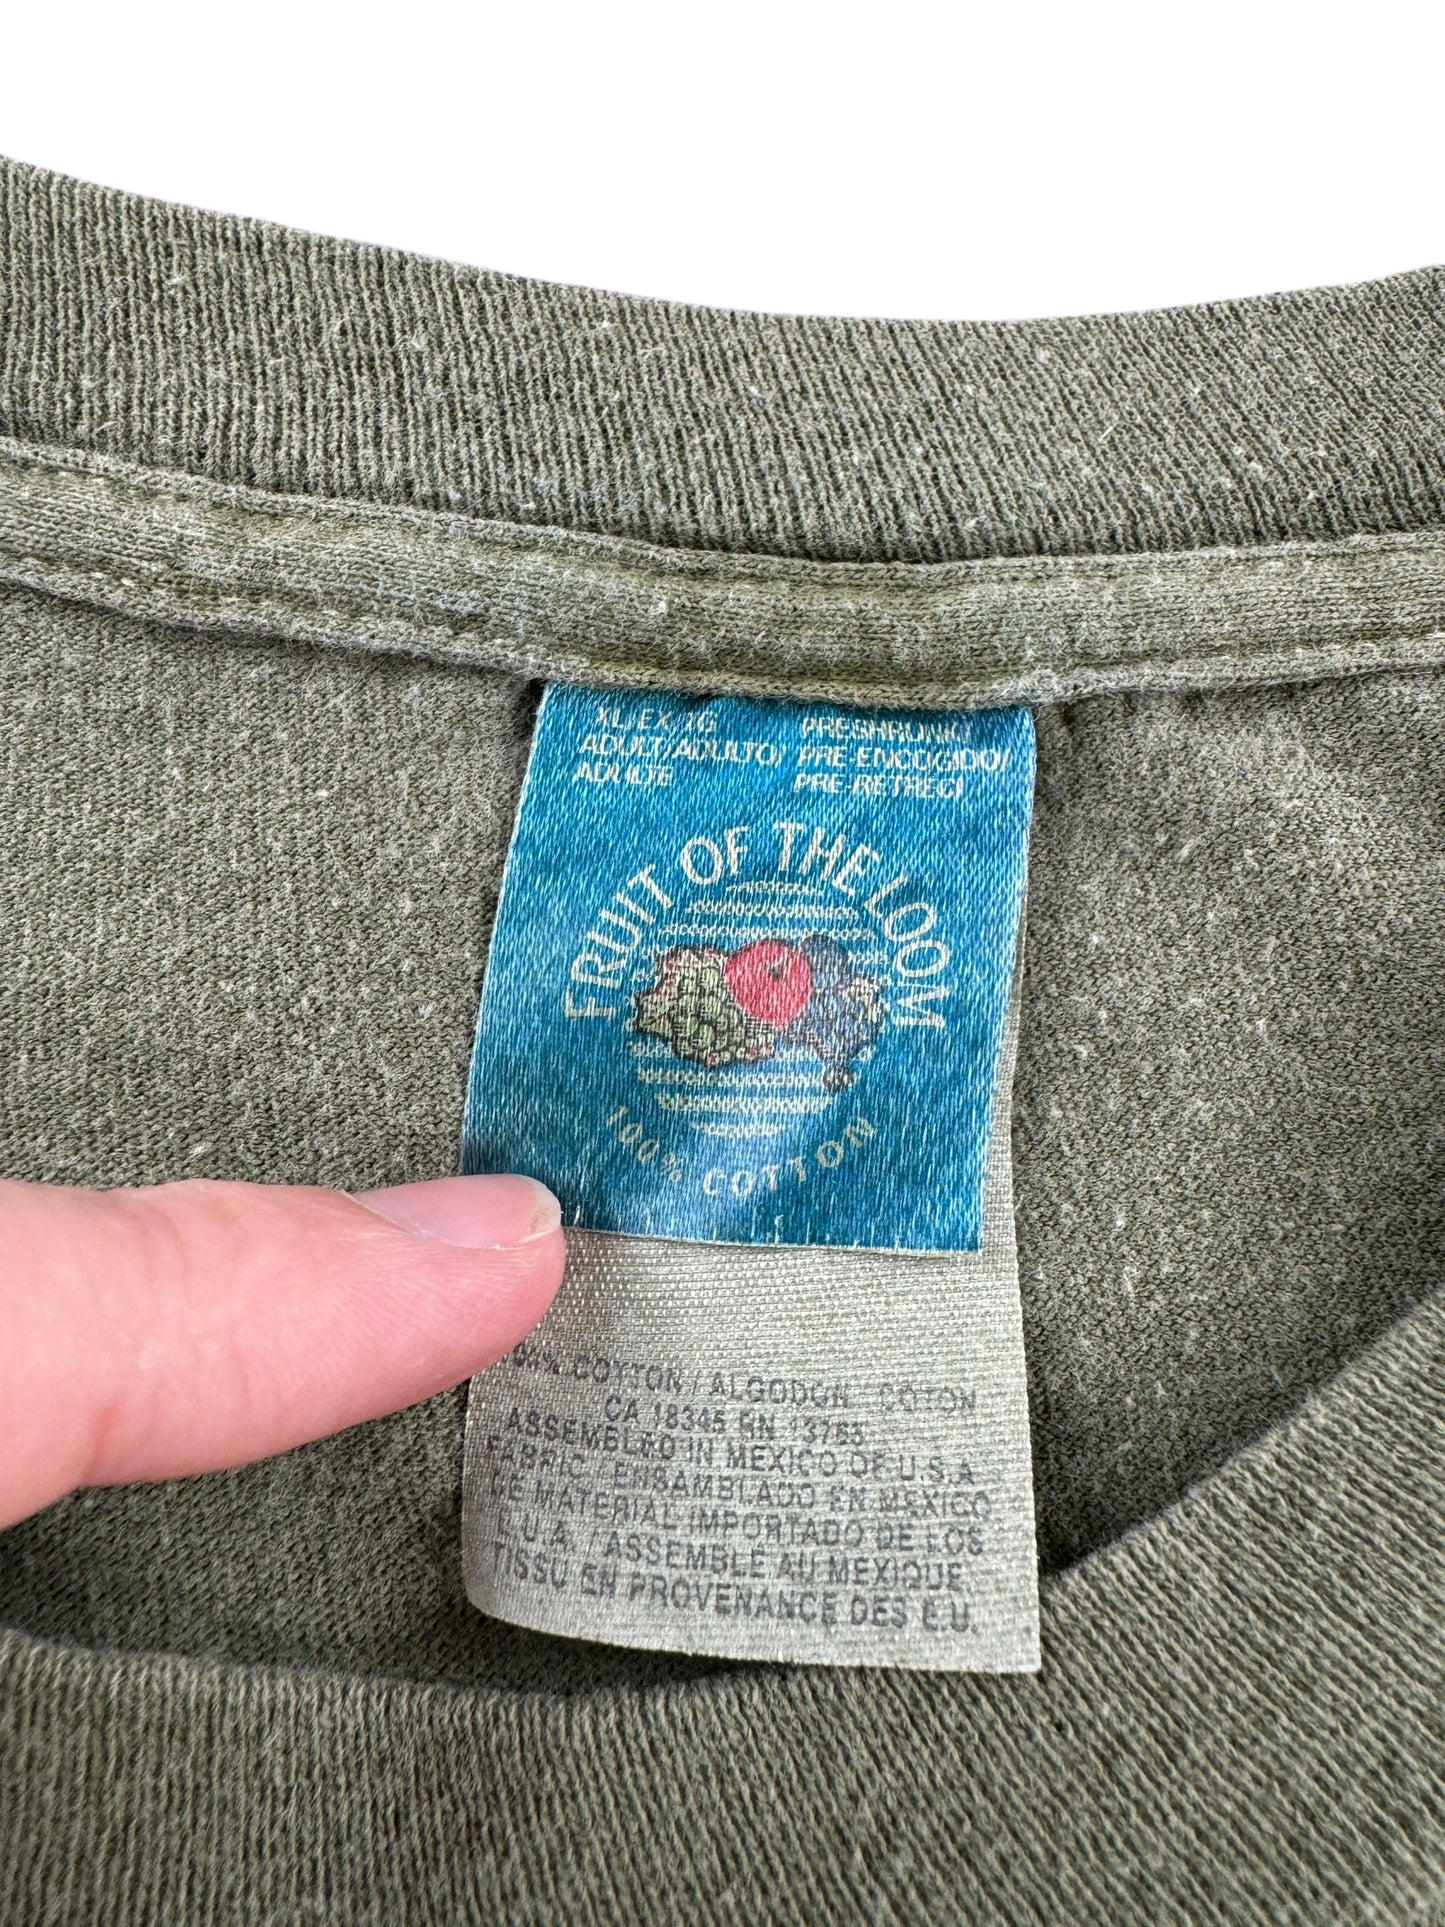 XL/EX/TG
ADULT/ADULTO/
ADULTE
PRESHRUNK/
PRE-ENCOGIDO/
PRE-RETRECI
FRUIT OF THE LOOM
100% COTTON
100% COTTON / ALGODON COTON
CA 18345 RN 13765
ASSEMBLED IN MEXICO OF U.S.A
FABRIC / ENSAMBLADO EN MEXICO
DE MATERIAL IMPORTADO DE LOS
E.U.A. / ASSEMBLE AU MEXIQUE
TISSU EN PROVENANCE DES E.U.